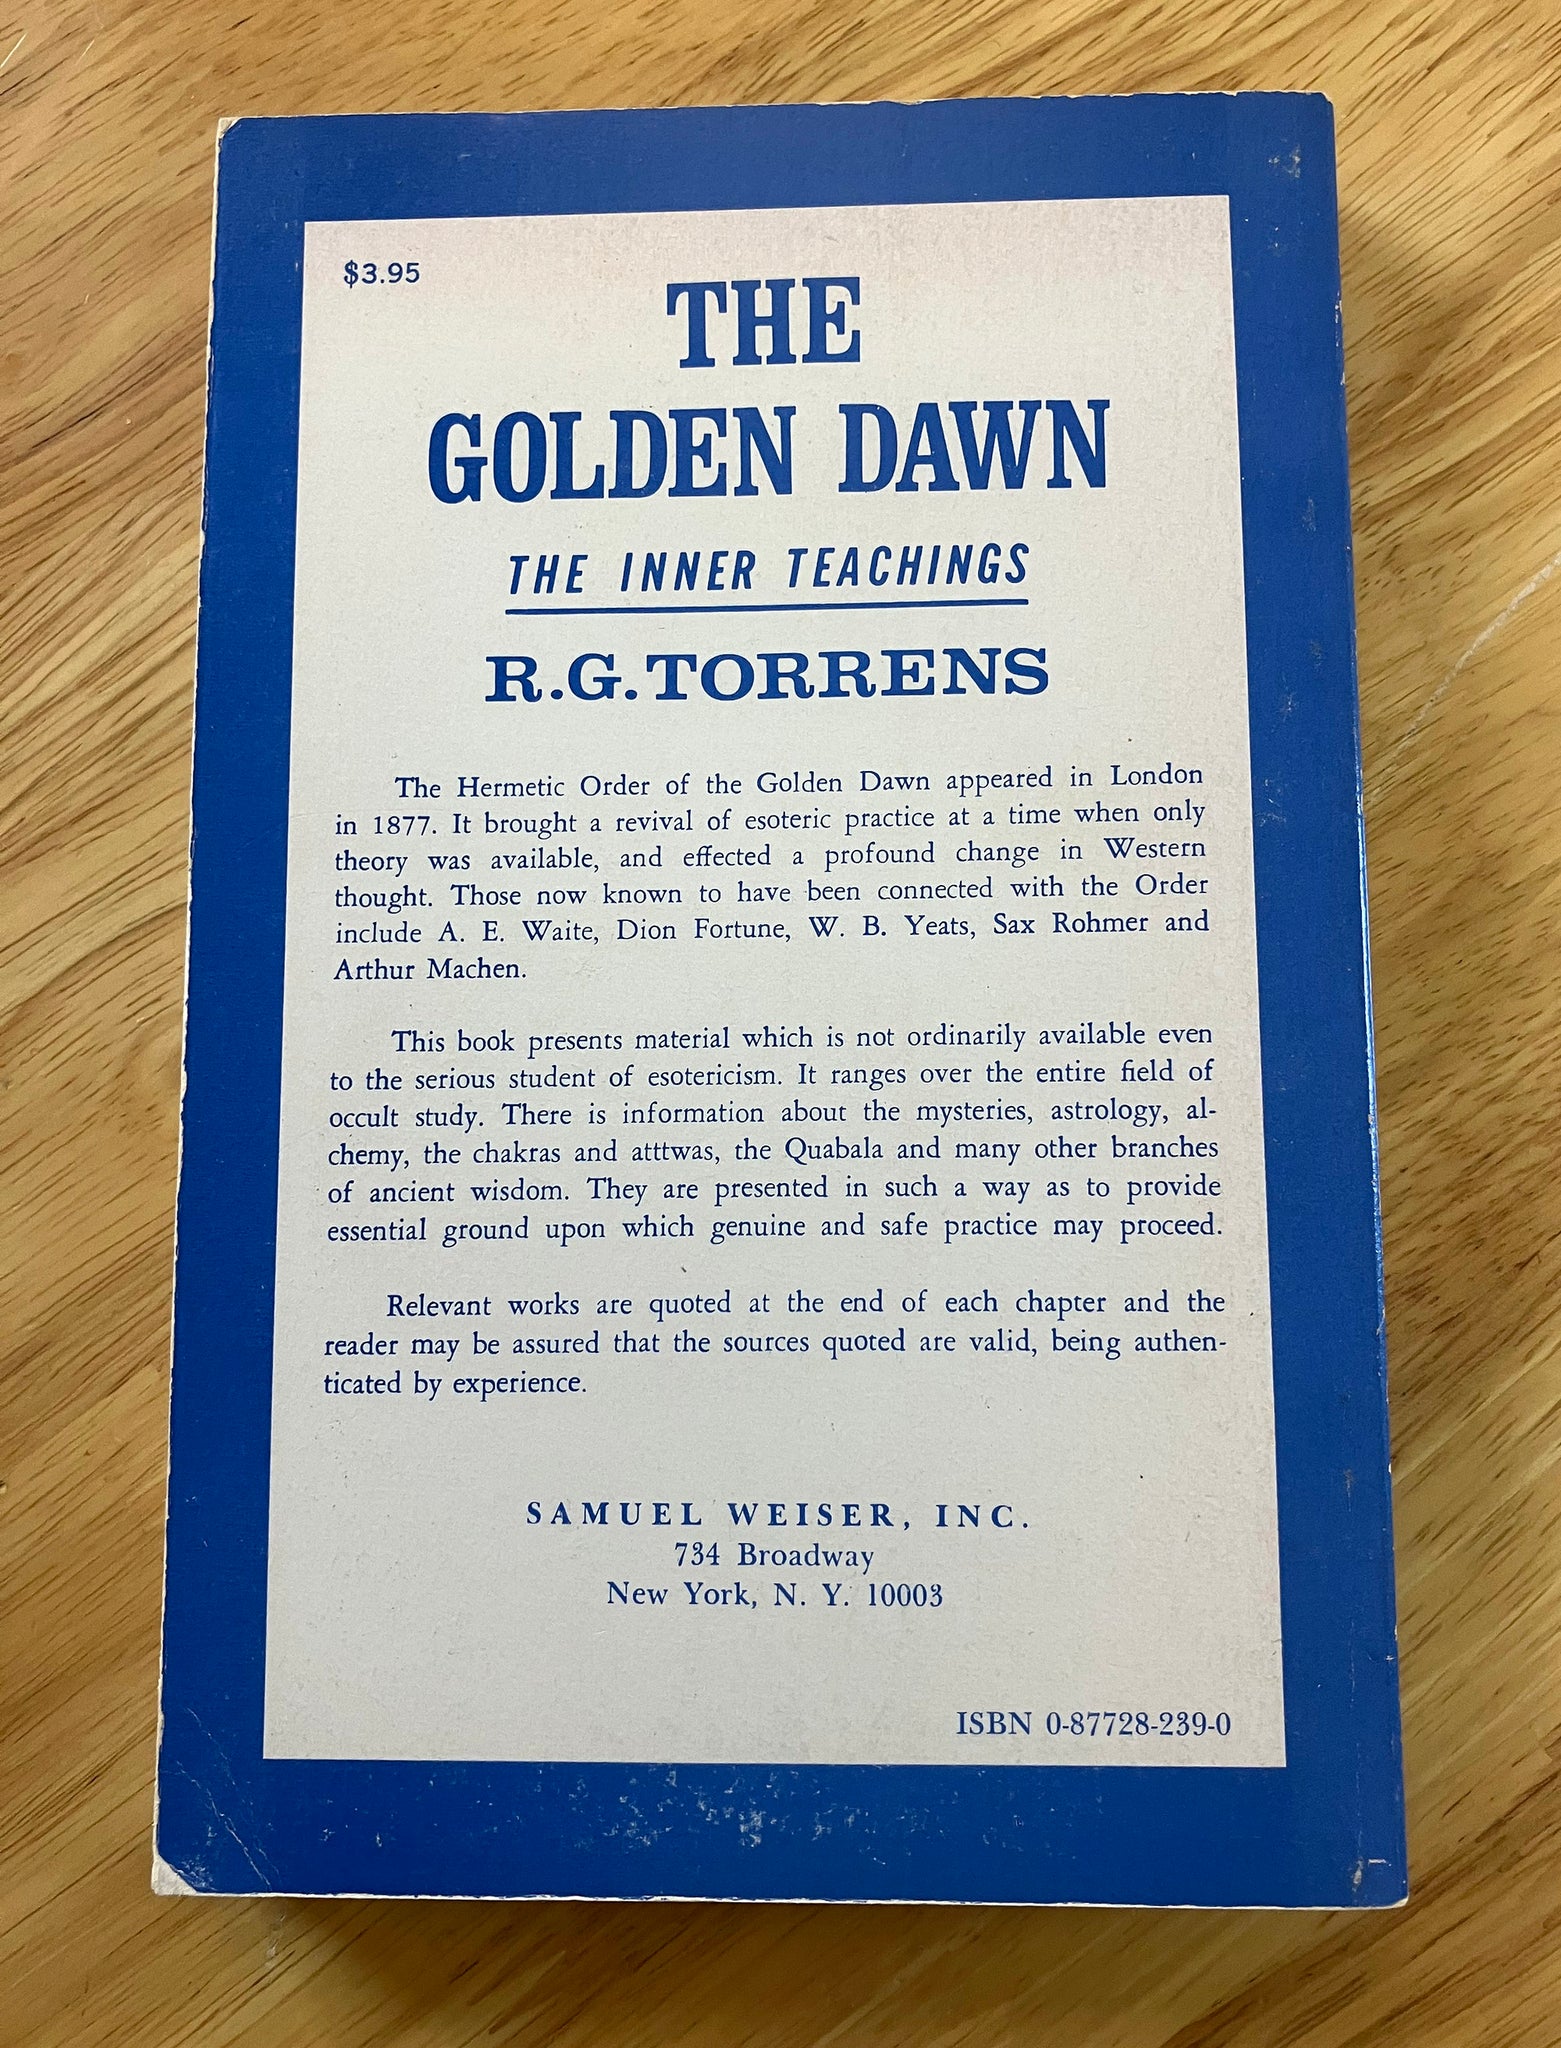 $3.95
THE
GOLDEN DAWN
THE INNER TEACHINGS
R.G.TORRENS
The Hermetic Order of the Golden Dawn appeared in London
in 1877. It brought a revival of esoteric practice at a time when only
theory was available, and effected a profound change in Western
thought. Those now known to have been connected with the Order
include A. E. Waite, Dion Fortune, W. B. Yeats, Sax Rohmer and
Arthur Machen.
This book presents material which is not ordinarily available even
to the serious student of esotericism. It ranges over the entire field of
occult study. There is information about the mysteries, astrology, al-
chemy, the chakras and atttwas, the Quabala and many other branches
of ancient wisdom. They are presented in such a way as to provide
essential ground upon which genuine and safe practice may proceed.
Relevant works are quoted at the end of each chapter and the
reader may be assured that the sources quoted are valid, being authen-
ticated by experience.
SAMUEL WEISER, INC.
734 Broadway
New York, N. Y. 10003
ISBN 0-87728-239-0